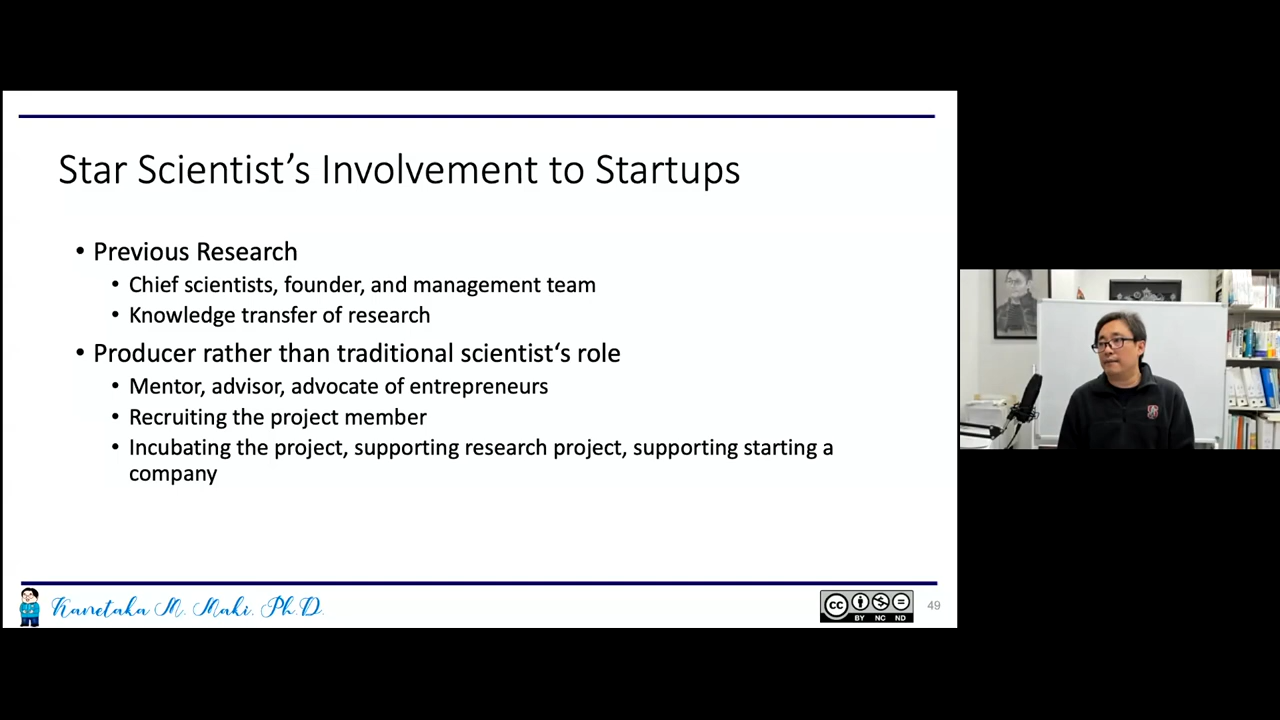 Star Scientist’s Involvement to Startups
• Previous Research
• Chief scientists, founder, and management team
• Knowledge transfer of research
• Producer rather than traditional scientist‘s role
• Mentor, advisor, advocate of entrepreneurs
• Recruiting the project member
• Incubating the project, supporting research project, supporting starting a
company
Kanetaka M. Maki, Ph.D.
CC BY NC ND
49